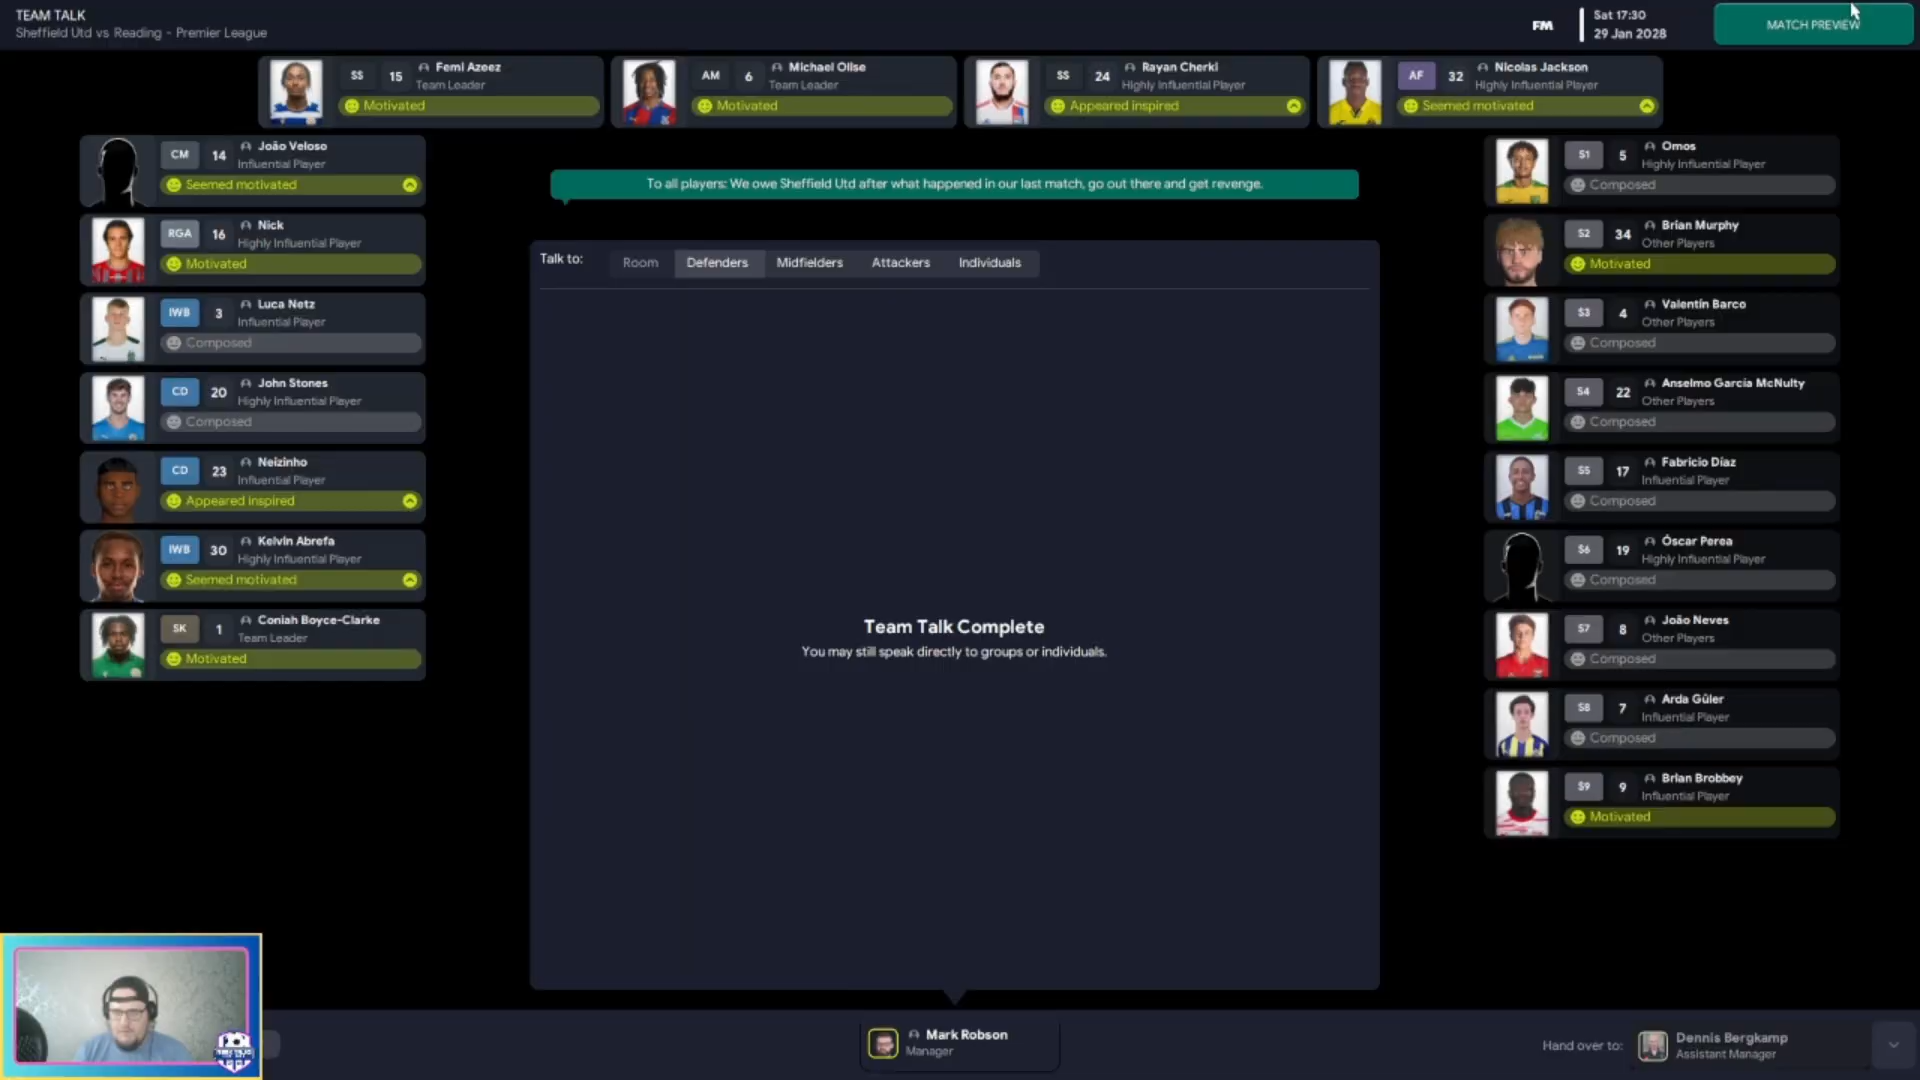 TEAM TALK
Sheffield Utd vs Reading - Premier League
FM
Sat 17:30
29 Jan 2028
MATCH PREVIEW
SS 15 Femi Azeez
Team Leader
Motivated
AM 6 Michael Olise
Team Leader
Motivated
SS 24 Rayan Cherki
Highly Influential Player
Appeared inspired
AF 32 Nicolas Jackson
Highly Influential Player
Seemed motivated
CM 14 João Veloso
Influential Player
Seemed motivated
RGA 16 Nick
Highly Influential Player
Motivated
IWB 3 Luca Netz
Influential Player
Composed
CD 20 John Stones
Highly Influential Player
Composed
CD 23 Neizinho
Influential Player
Appeared inspired
IWB 30 Kelvin Abrefa
Highly Influential Player
Seemed motivated
SK 1 Coniah Boyce-Clarke
Team Leader
Motivated
To all players: We owe Sheffield Utd after what happened in our last match, go out there and get revenge.
Talk to: Room Defenders Midfielders Attackers Individuals
Team Talk Complete
You may still speak directly to groups or individuals.
S1 5 Omos
Highly Influential Player
Composed
S2 34 Brian Murphy
Other Players
Motivated
S3 4 Valentín Barco
Other Players
Composed
S4 22 Anselmo García McNulty
Other Players
Composed
S5 17 Fabricio Díaz
Influential Player
Composed
S6 19 Óscar Perea
Highly Influential Player
Composed
S7 8 João Neves
Other Players
Composed
S8 7 Arda Güler
Influential Player
Composed
S9 9 Brian Brobbey
Influential Player
Motivated
Mark Robson
Manager
Hand over to: Dennis Bergkamp
Assistant Manager